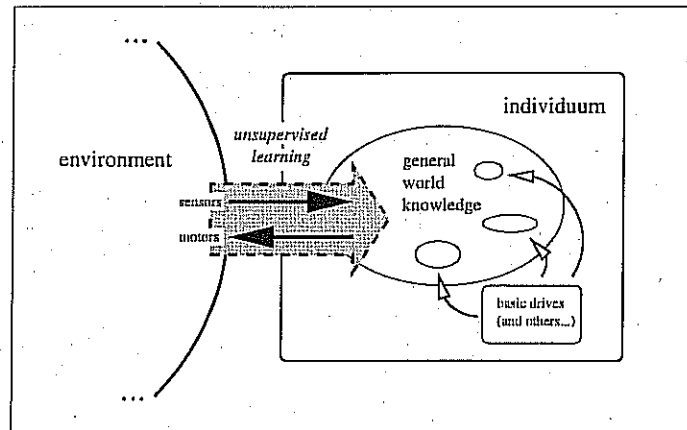 ...
individuum
unsupervised
learning
environment
general
world
knowledge
sensors
motors
basic drives
(and others...)
...